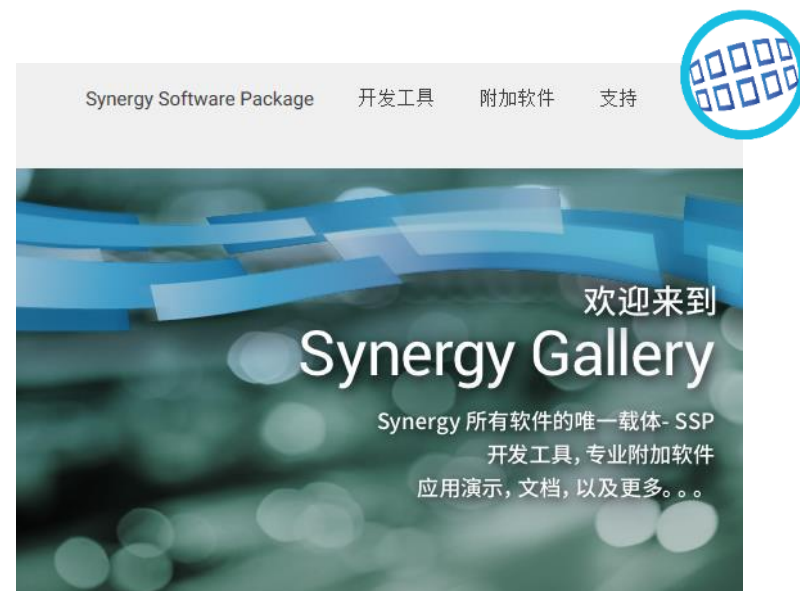 Synergy Software Package 开发工具 附加软件 支持
欢迎来到
Synergy Gallery
Synergy 所有软件的唯一载体- SSP
开发工具, 专业附加软件
应用演示, 文档, 以及更多。。。